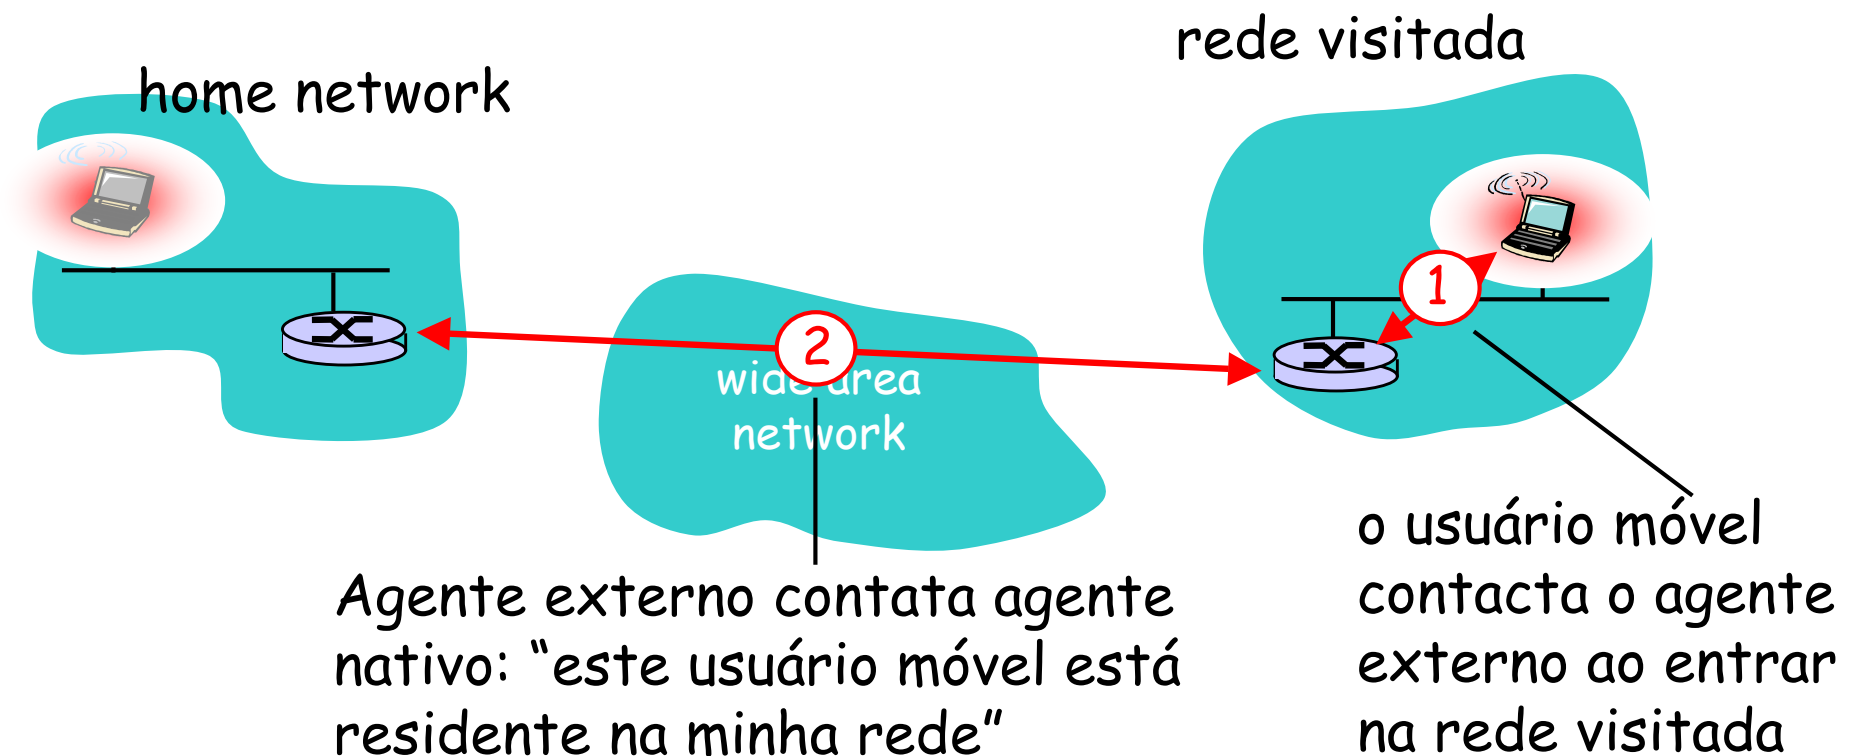 rede visitada
home network
1
2
wide area
network
o usuário móvel
contacta o agente
externo ao entrar
na rede visitada
Agente externo contata agente
nativo: “este usuário móvel está
residente na minha rede”